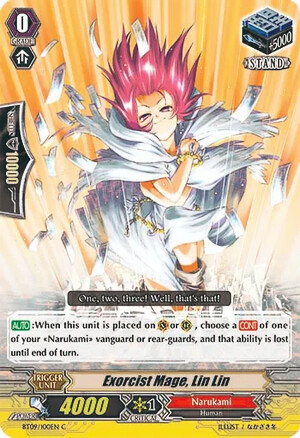 0
GRADE
+5000
STAND
10000
One, two, three! Well, that's that!
AUTO:When this unit is placed on or , choose a CONT of one
of your «Narukami» vanguard or rear-guards, and that ability is lost
until end of turn.
TRIGGER
UNIT
Exorcist Mage, Lin Lin
POWER
4000
1
CRITICAL
Narukami
Human
BT09/100EN C